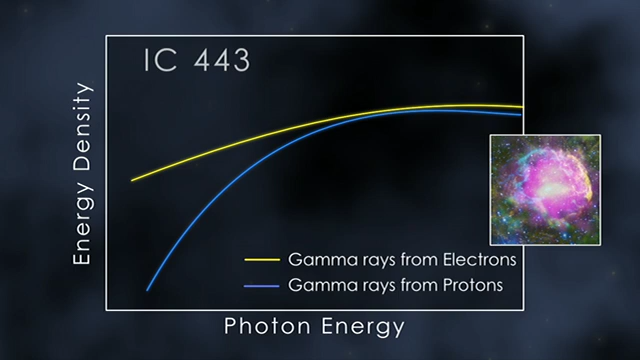 IC 443
Energy Density
Gamma rays from Electrons
Gamma rays from Protons
Photon Energy